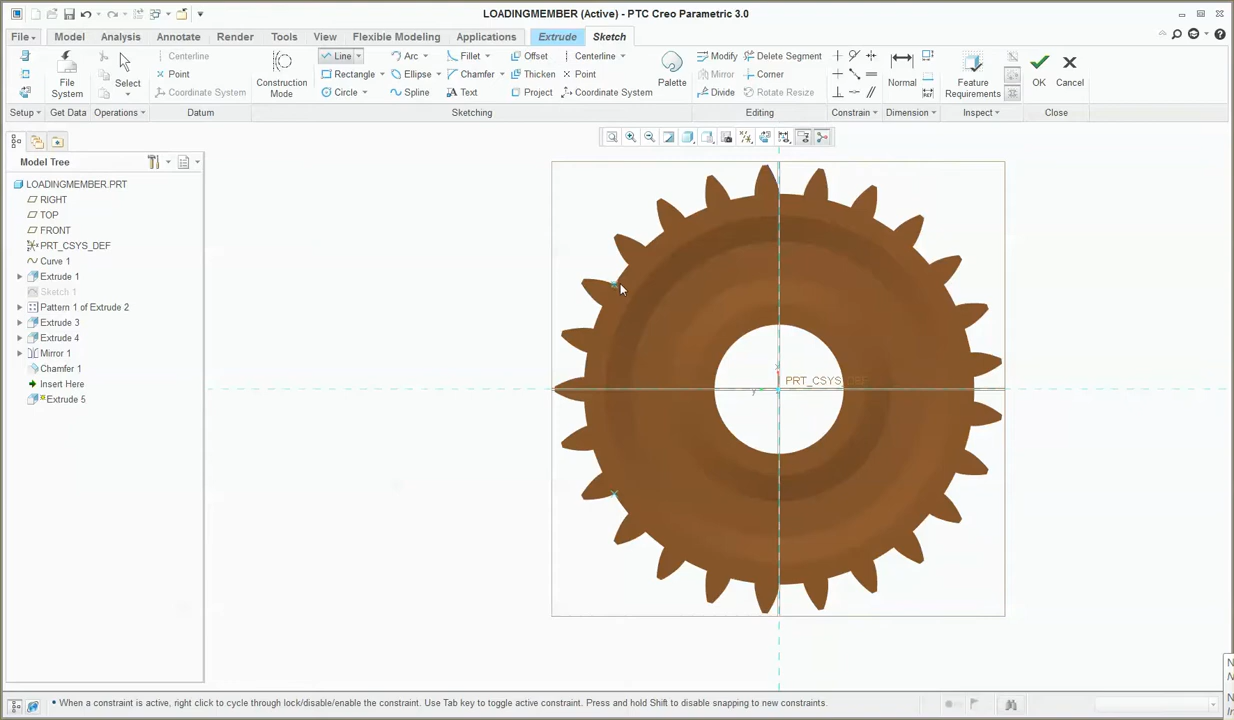 LOADINGMEMBER (Active) - PTC Creo Parametric 3.0
File Model Analysis Annotate Render Tools View Flexible Modeling Applications Extrude Sketch
File System
Select
Centerline
Point
Coordinate System
Construction Mode
Line Arc Fillet Offset Centerline
Rectangle Ellipse Chamfer Thicken Point
Circle Spline Text Project Coordinate System
Palette
Modify Delete Segment
Mirror Corner
Divide Rotate Resize
Normal
Feature Requirements
OK Cancel
Setup Get Data Operations Datum Sketching Editing Constrain Dimension Inspect Close
Model Tree
LOADINGMEMBER.PRT
RIGHT
TOP
FRONT
PRT_CSYS_DEF
Curve 1
Extrude 1
Sketch 1
Pattern 1 of Extrude 2
Extrude 3
Extrude 4
Mirror 1
Chamfer 1
Insert Here
Extrude 5
PRT_CSYS_DEF
• When a constraint is active, right click to cycle through lock/disable/enable the constraint. Use Tab key to toggle active constraint. Press and hold Shift to disable snapping to new constraints.